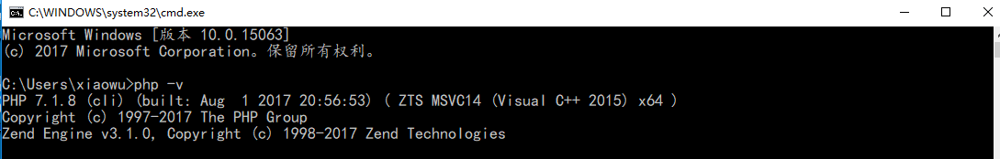 C:\WINDOWS\system32\cmd.exe
Microsoft Windows [版本 10.0.15063]
(c) 2017 Microsoft Corporation。保留所有权利。
C:\Users\xiaowu>php -v
PHP 7.1.8 (cli) (built: Aug  1 2017 20:56:53) ( ZTS MSVC14 (Visual C++ 2015) x64 )
Copyright (c) 1997-2017 The PHP Group
Zend Engine v3.1.0, Copyright (c) 1998-2017 Zend Technologies